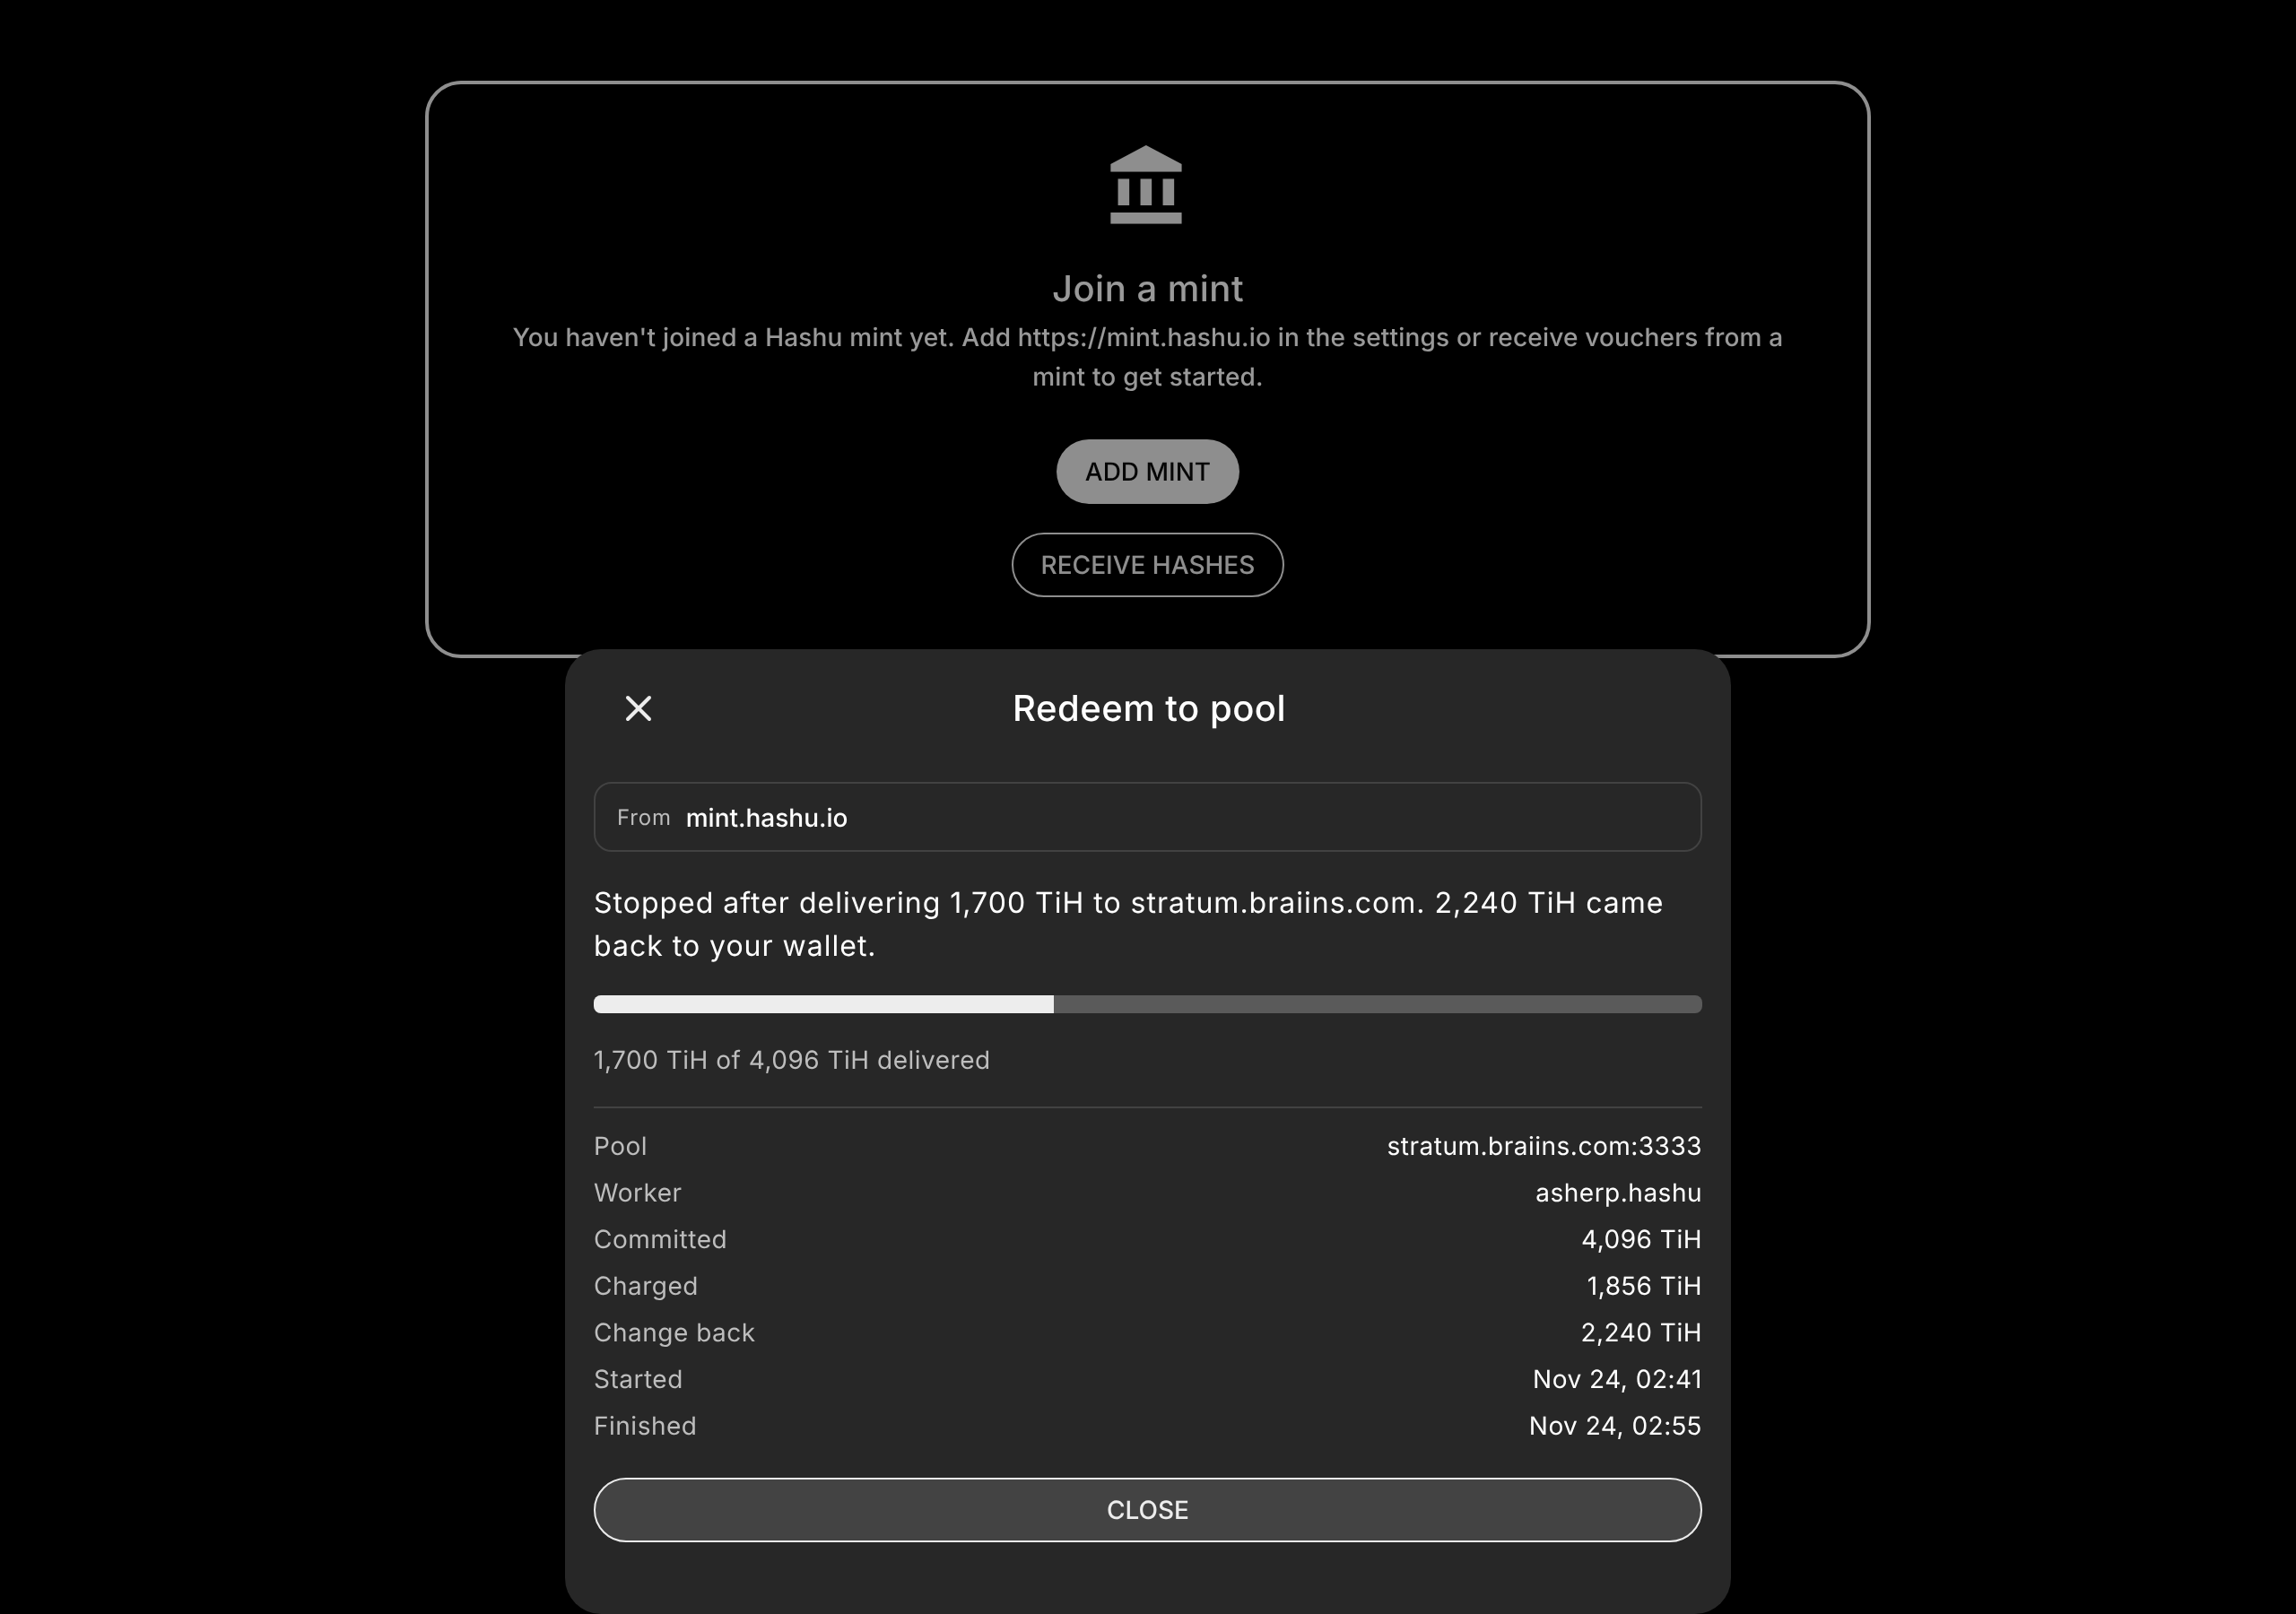 Join a mint
You haven't joined a Hashu mint yet. Add https://mint.hashu.io in the settings or receive vouchers from a
mint to get started.
ADD MINT
RECEIVE HASHES
Redeem to pool
From mint.hashu.io
Stopped after delivering 1,700 TiH to stratum.braiins.com. 2,240 TiH came
back to your wallet.
1,700 TiH of 4,096 TiH delivered
Pool stratum.braiins.com:3333
Worker asherp.hashu
Committed 4,096 TiH
Charged 1,856 TiH
Change back 2,240 TiH
Started Nov 24, 02:41
Finished Nov 24, 02:55
CLOSE